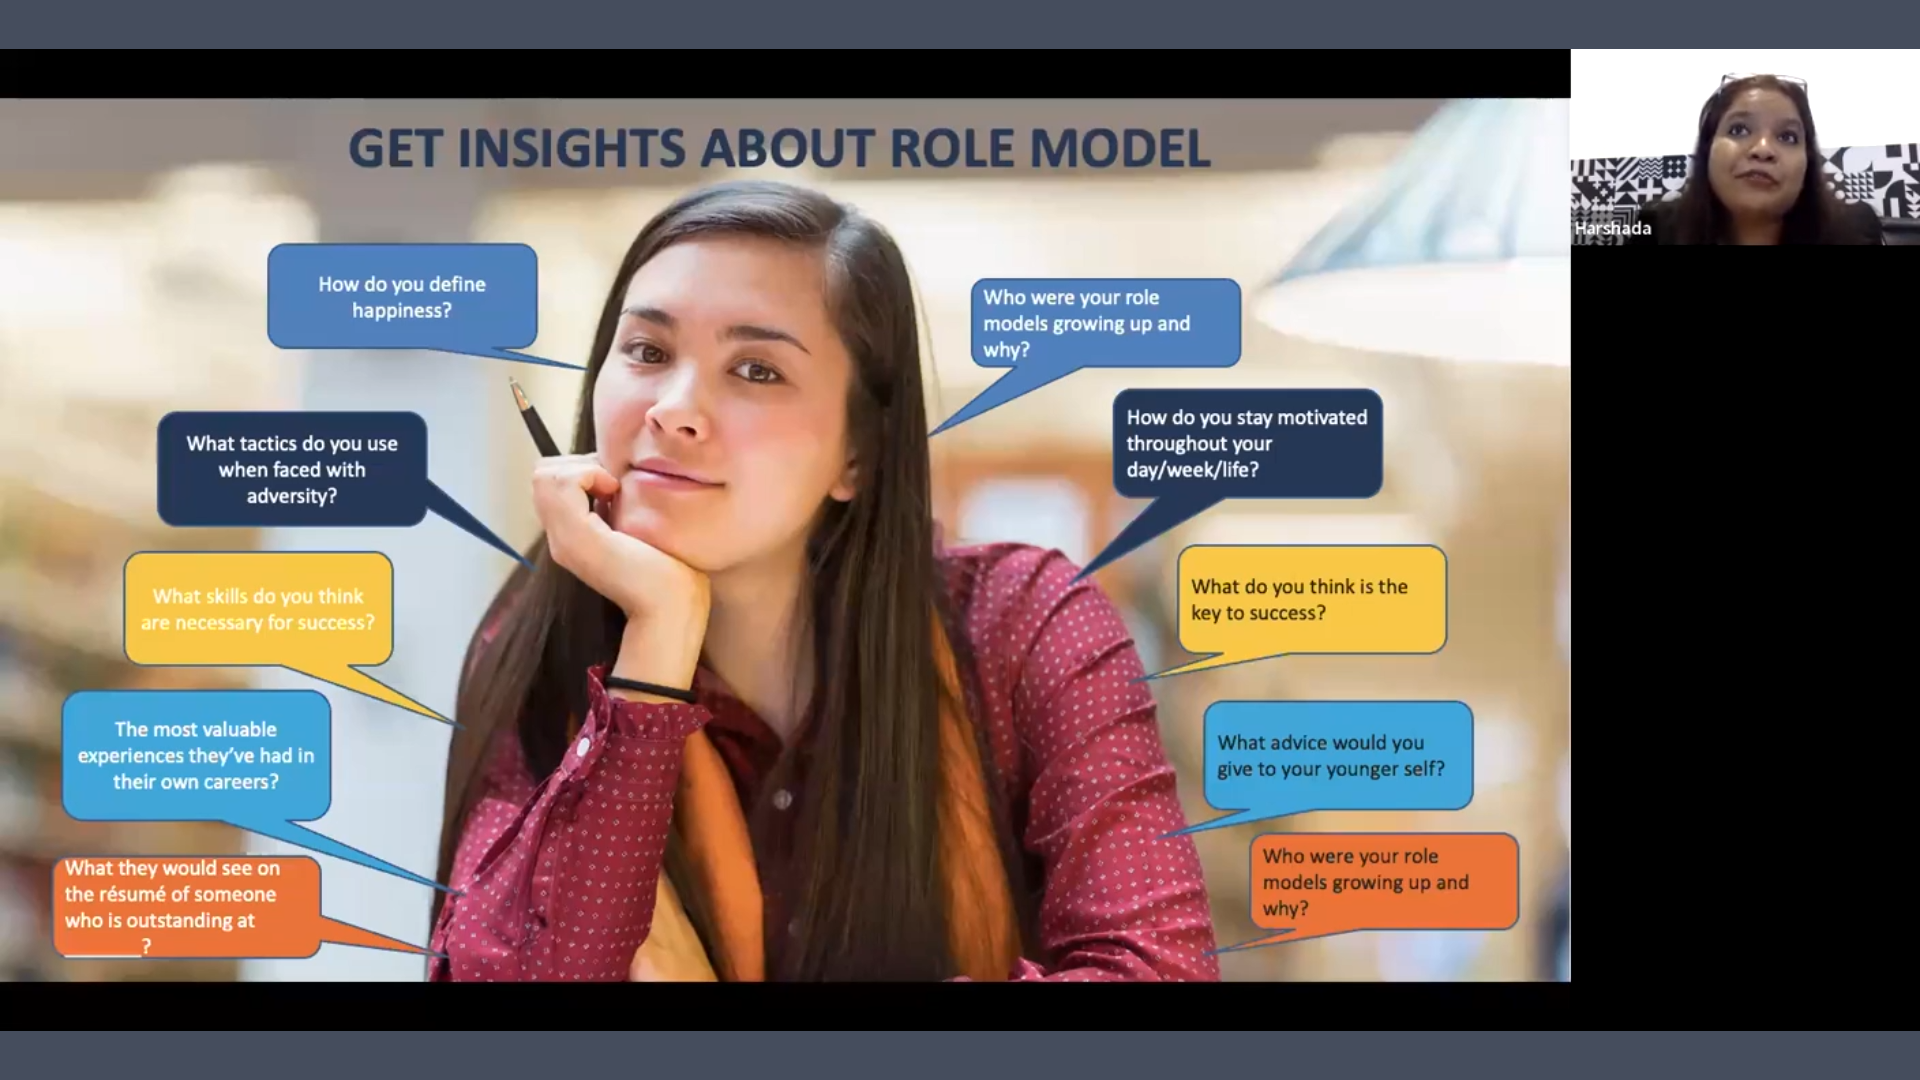 GET INSIGHTS ABOUT ROLE MODEL
How do you define
happiness?
What tactics do you use
when faced with
adversity?
What skills do you think
are necessary for success?
The most valuable
experiences they’ve had in
their own careers?
What they would see on
the résumé of someone
who is outstanding at
________?
Who were your role
models growing up and
why?
How do you stay motivated
throughout your
day/week/life?
What do you think is the
key to success?
What advice would you
give to your younger self?
Who were your role
models growing up and
why?
Harshada